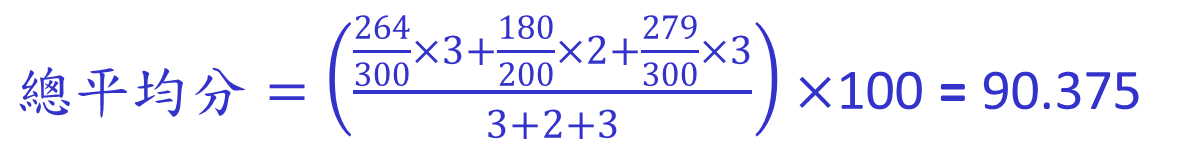 總平均分 = ( (264/300×3+180/200×2+279/300×3) / (3+2+3) ) ×100 = 90.375